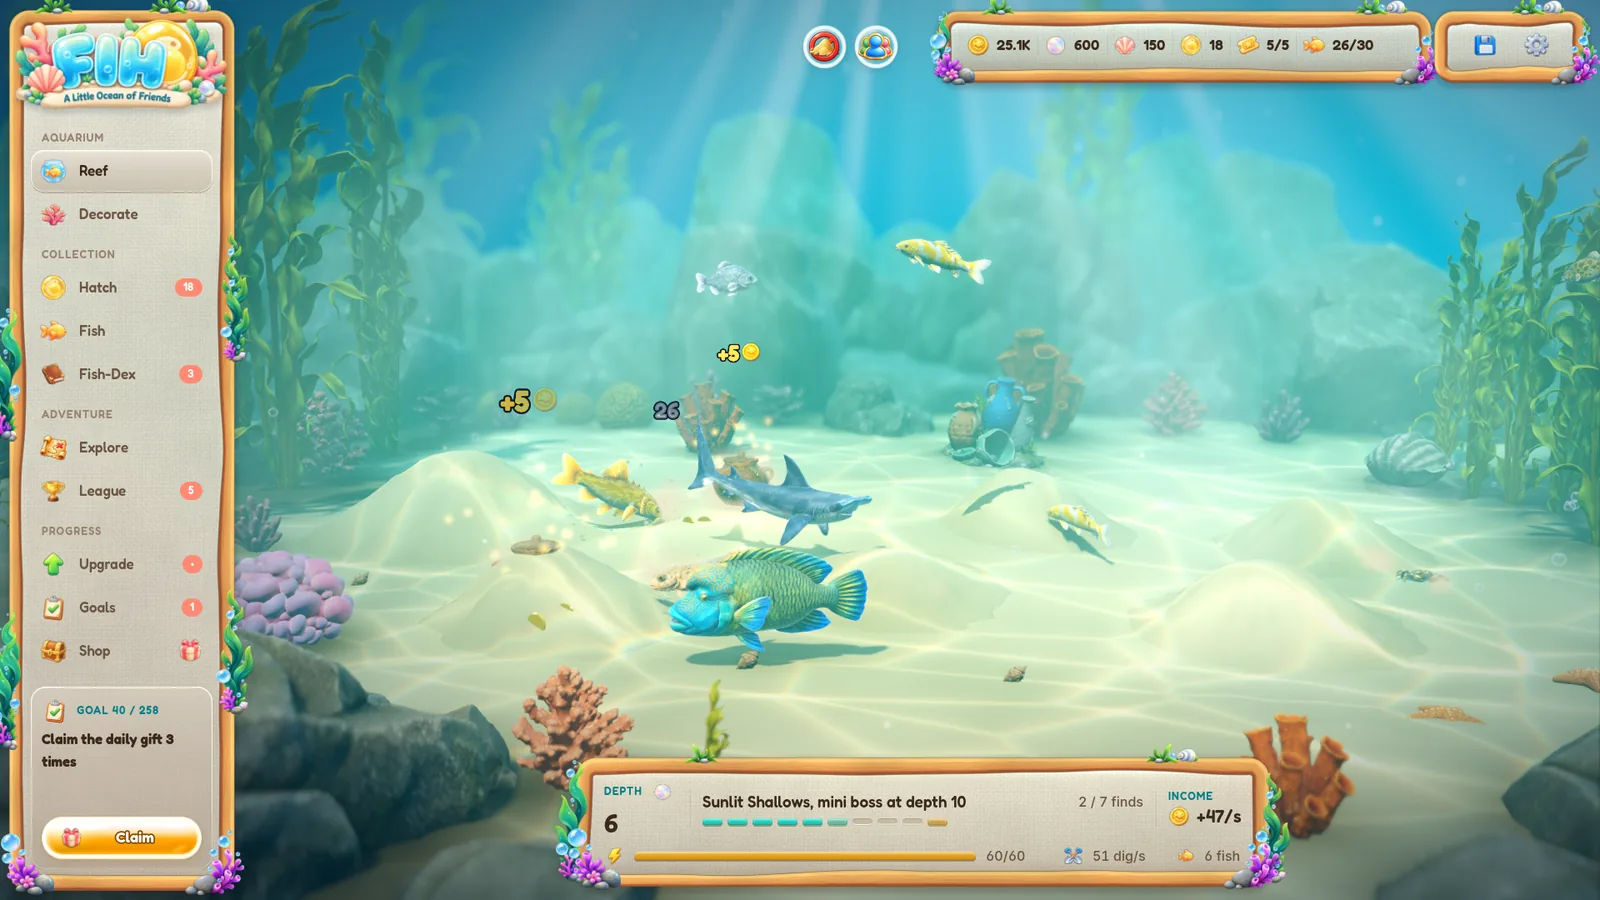 FIH
A Little Ocean of Friends
AQUARIUM
Reef
Decorate
COLLECTION
Hatch 18
Fish
Fish-Dex 3
ADVENTURE
Explore
League 5
PROGRESS
Upgrade
Goals 1
Shop
GOAL 40 / 258
Claim the daily gift 3
times
Claim
25.1K 600 150 18 5/5 26/30
+5
+5
26
DEPTH
6
Sunlit Shallows, mini boss at depth 10
2 / 7 finds
INCOME
+47/s
60/60
51 dig/s
6 fish